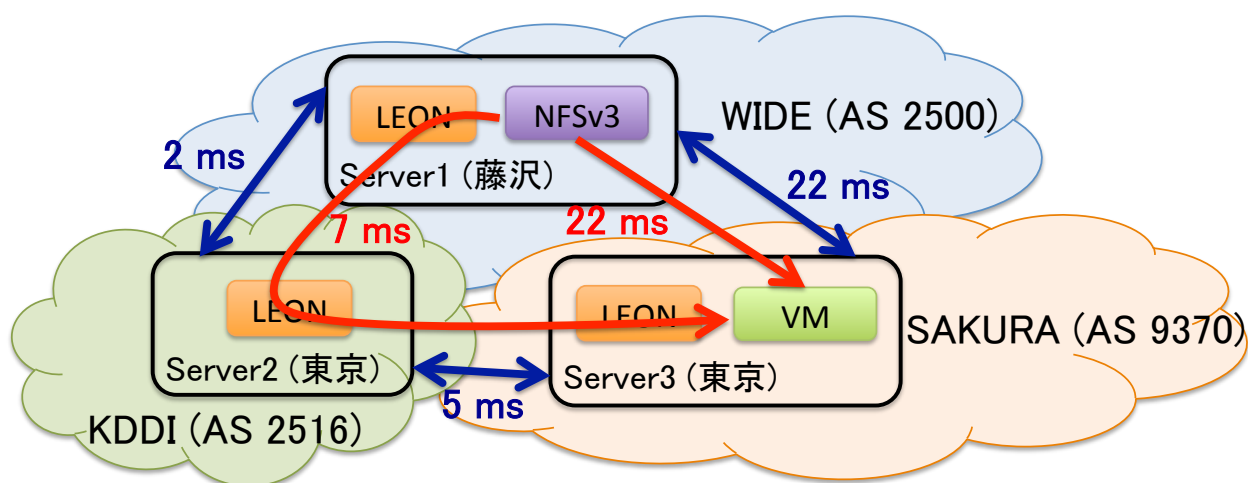 LEON
NFSv3
WIDE (AS 2500)
2 ms
Server1 (藤沢)
22 ms
7 ms
22 ms
LEON
LEON
VM
SAKURA (AS 9370)
Server2 (東京)
Server3 (東京)
5 ms
KDDI (AS 2516)